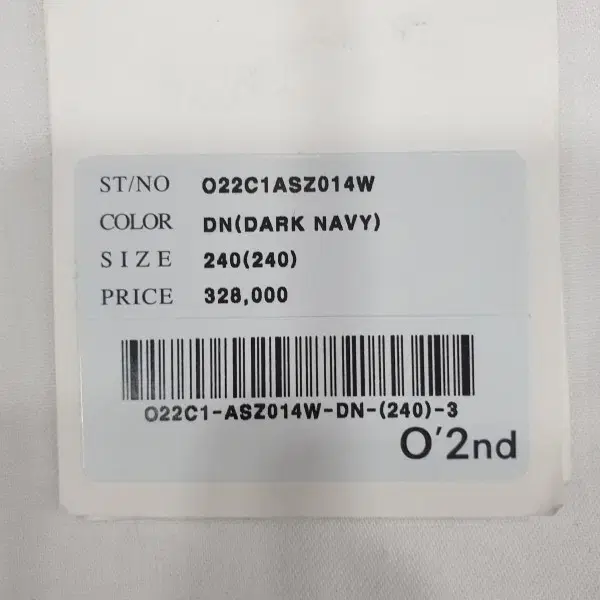 ST/NO O22C1ASZ014W
COLOR DN(DARK NAVY)
SIZE 240(240)
PRICE 328,000
O22C1-ASZ014W-DN-(240)-3
O'2nd